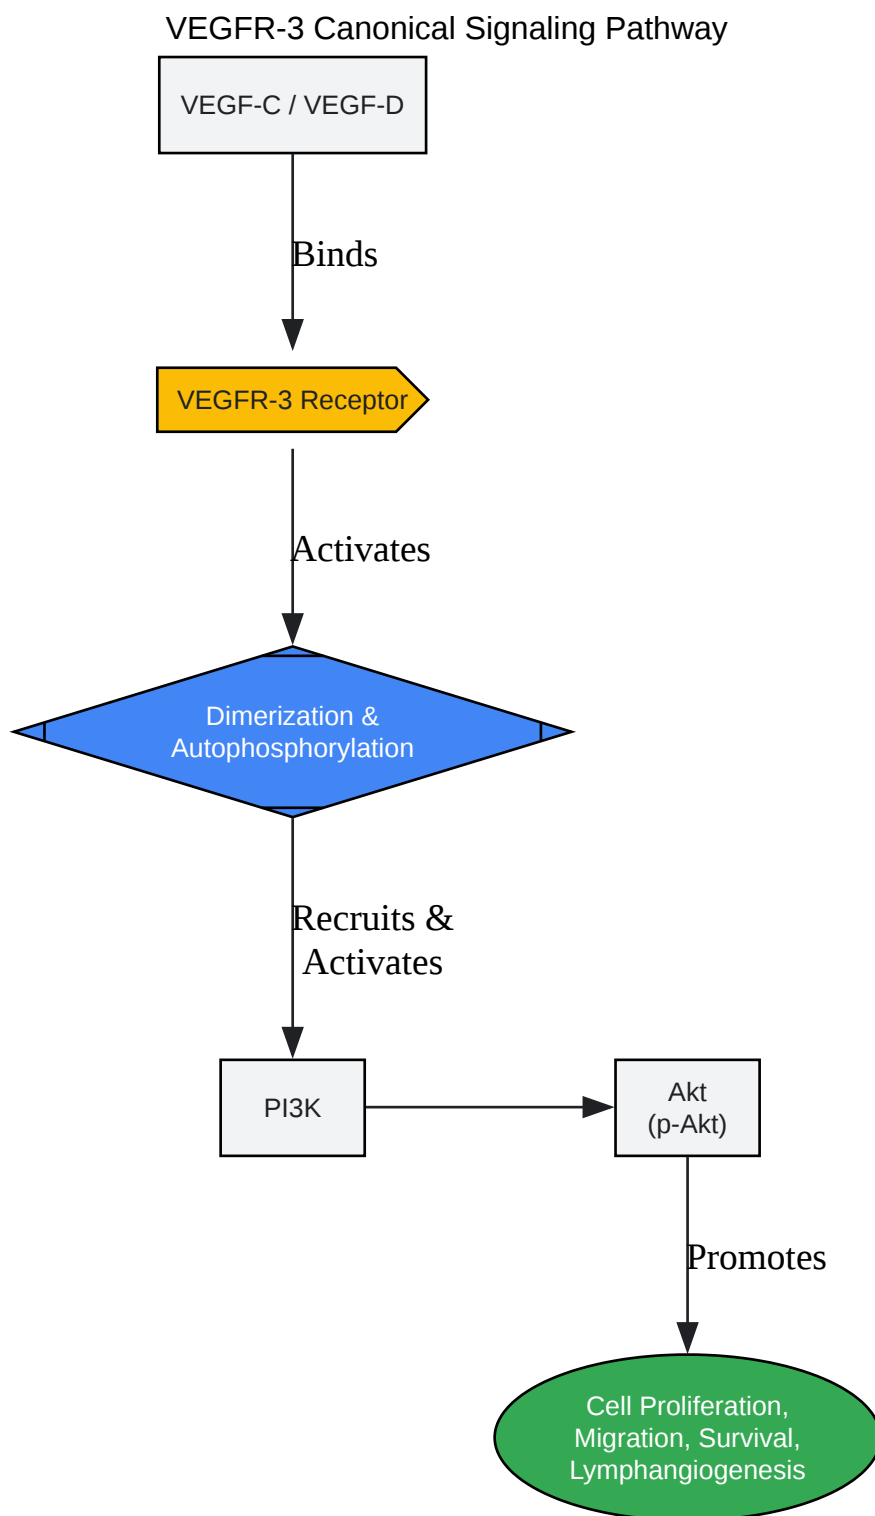 VEGFR-3 Canonical Signaling Pathway
VEGF-C / VEGF-D
Binds
VEGFR-3 Receptor
Activates
Dimerization &
Autophosphorylation
Recruits &
Activates
PI3K
Akt
(p-Akt)
Promotes
Cell Proliferation,
Migration, Survival,
Lymphangiogenesis